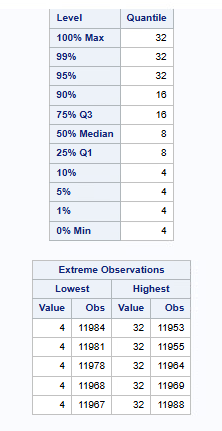 Level Quantile
100% Max 32
99% 32
95% 32
90% 16
75% Q3 16
50% Median 8
25% Q1 8
10% 4
5% 4
1% 4
0% Min 4
Extreme Observations
Lowest Highest
Value Obs Value Obs
4 11984 32 11953
4 11981 32 11955
4 11978 32 11964
4 11968 32 11969
4 11967 32 11988